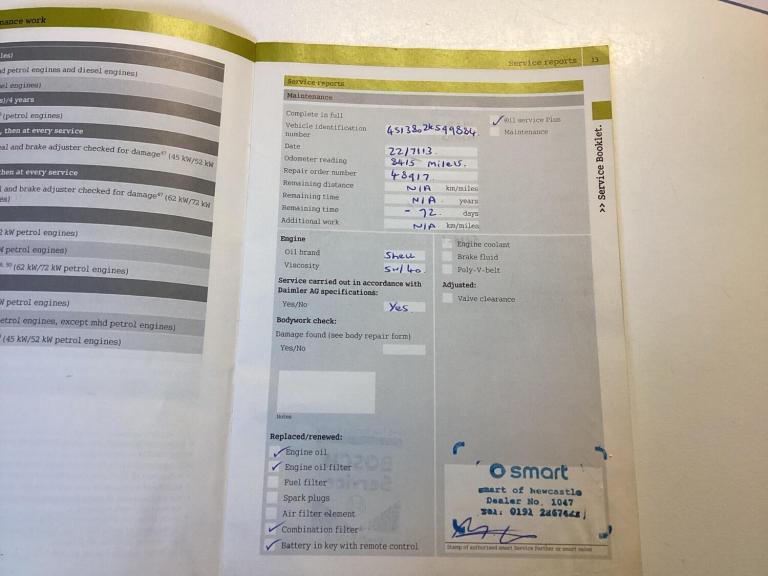 nance work
les)
d petrol engines and diesel engines)
el engines)
s)/4 years
(petrol engines)
, then at every service
al and brake adjuster checked for damage⁴⁷ (45 kW/52 kW
then at every service
l and brake adjuster checked for damage⁴⁷ (62 kW/72 kW
es)
2 kW petrol engines)
W petrol engines)
(62 kW/72 kW petrol engines)
W petrol engines)
etrol engines, except mhd petrol engines)
(45 kW/52 kW petrol engines)
Service reports 13
Service reports
Maintenance
Complete in full
✓ Oil service Plus
Vehicle identification number
Maintenance
Date 22/7/13.
Odometer reading 8415 Miles.
Repair order number 48917.
Remaining distance N/A km/miles
Remaining time N/A years
Remaining time - 72. days
Additional work N/A km/miles
>> Service Booklet.
Engine
Oil brand Shell
Viscosity 5W/40.
Service carried out in accordance with
Daimler AG specifications:
Yes/No Yes
Bodywork check:
Damage found (see body repair form)
Yes/No
Notes
Engine coolant
Brake fluid
Poly-V-belt
Adjusted:
Valve clearance
Replaced/renewed:
✓ Engine oil
✓ Engine oil filter
Fuel filter
Spark plugs
Air filter element
✓ Combination filter
✓ Battery in key with remote control
smart
smart of newcastle
Dealer No. 1047
Tel: 0191
Stamp of authorised smart Service Partner or smart center